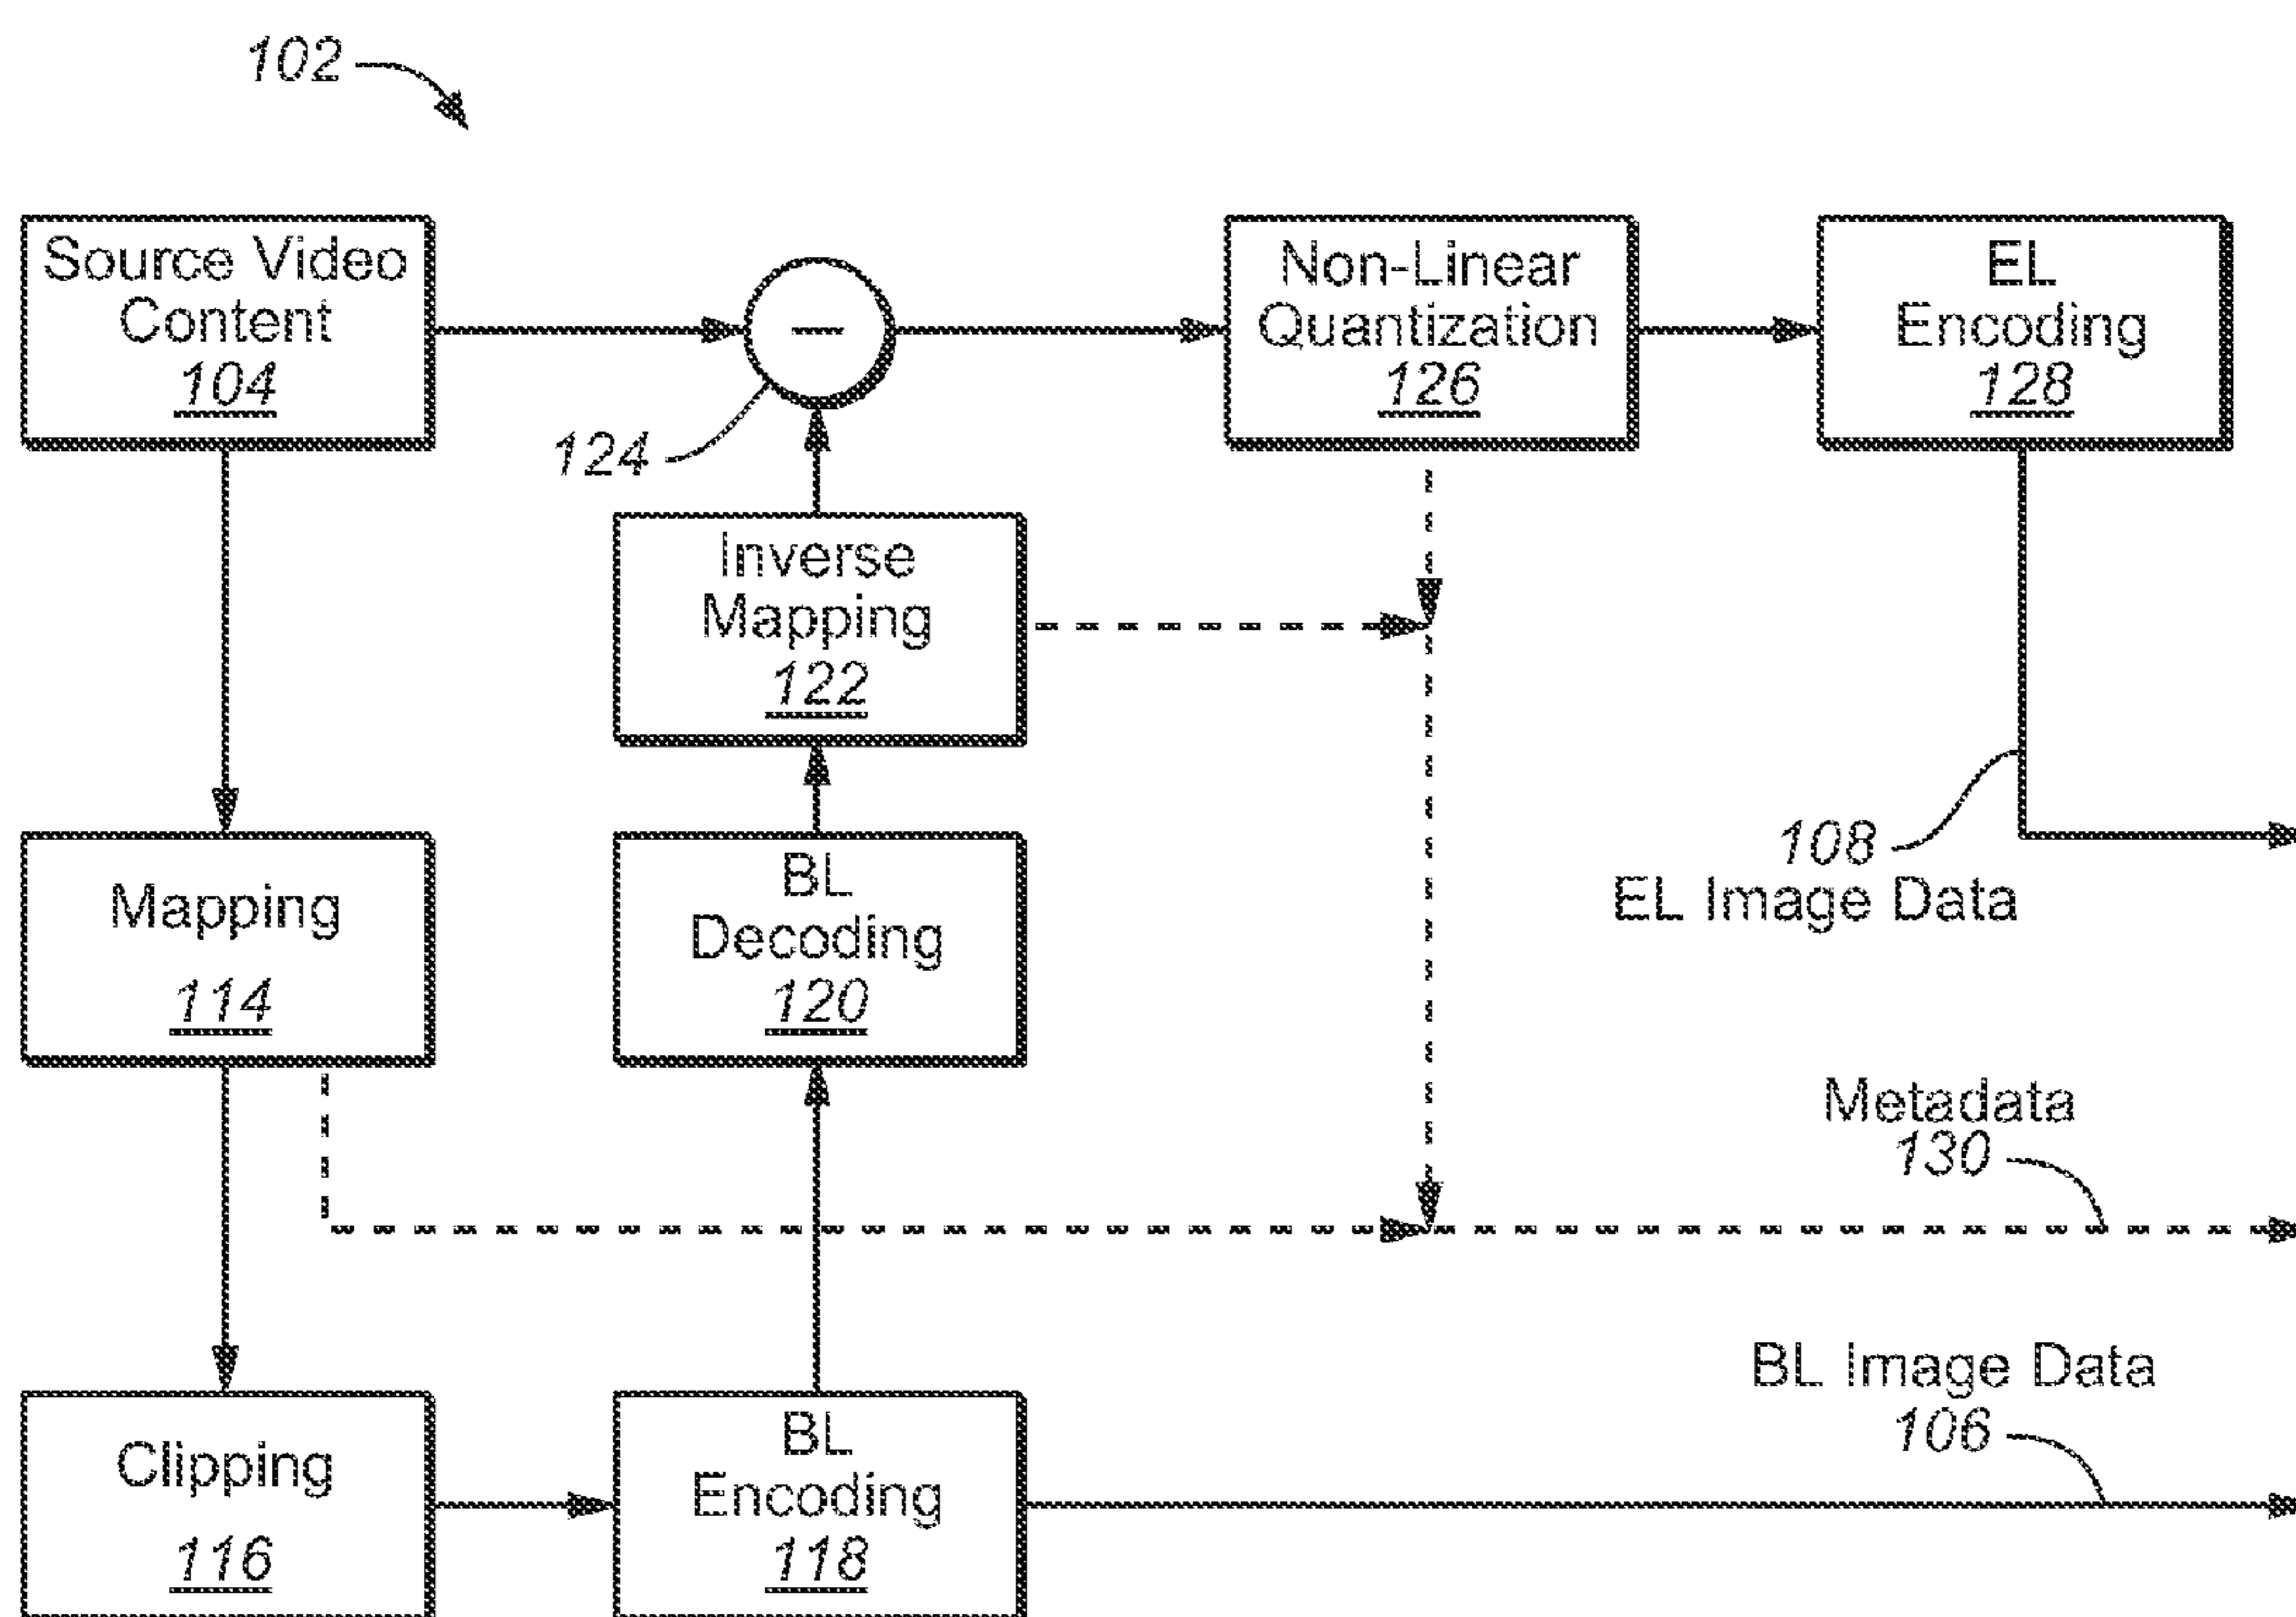 102
Source Video
Content
104
124
Non-Linear
Quantization
126
EL
Encoding
128
Inverse
Mapping
122
108
EL Image Data
Mapping
114
BL
Decoding
120
Metadata
130
BL Image Data
106
Clipping
116
BL
Encoding
118